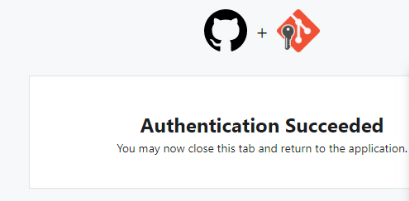 +
Authentication Succeeded
You may now close this tab and return to the application.